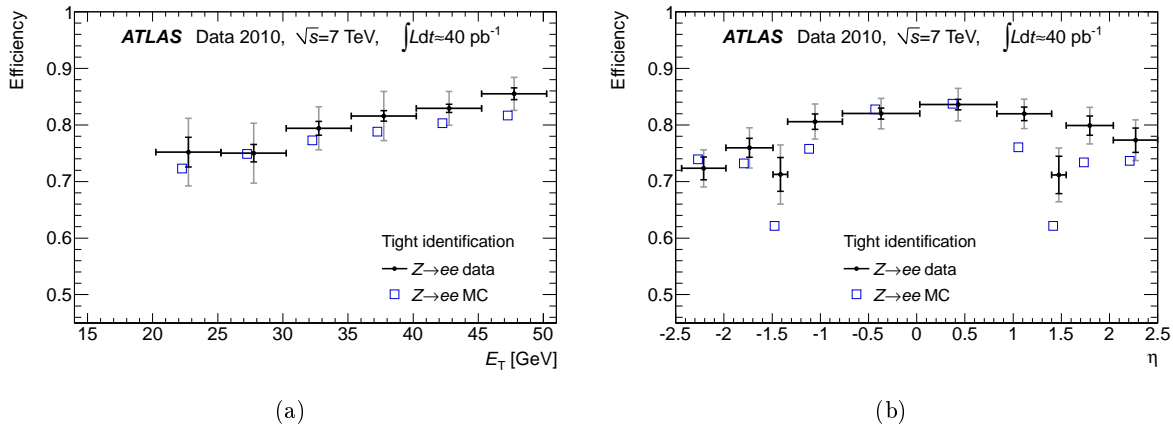 ATLAS Data 2010, √s=7 TeV, ∫Ldt≈40 pb⁻¹
Efficiency
1
0.9
0.8
0.7
0.6
0.5
Tight identification
Z→ee data
Z→ee MC
15 20 25 30 35 40 45 50
E_T [GeV]
(a)
ATLAS Data 2010, √s=7 TeV, ∫Ldt≈40 pb⁻¹
Efficiency
1
0.9
0.8
0.7
0.6
0.5
Tight identification
Z→ee data
Z→ee MC
-2.5 -2 -1.5 -1 -0.5 0 0.5 1 1.5 2 2.5
η
(b)